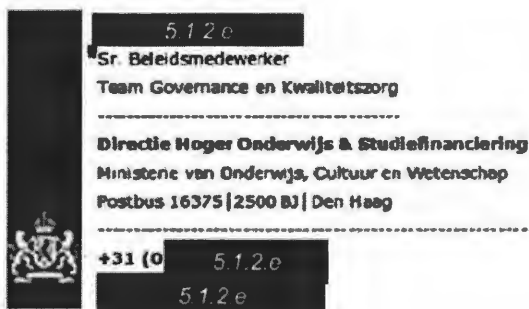 5.1.2.e
Sr. Beleidsmedewerker
Team Governance en Kwaliteitszorg
Directie Hoger Onderwijs & Studiefinanciering
Ministerie van Onderwijs, Cultuur en Wetenschap
Postbus 16375 | 2500 BJ | Den Haag
+31 (0 5.1.2.e
5.1.2.e